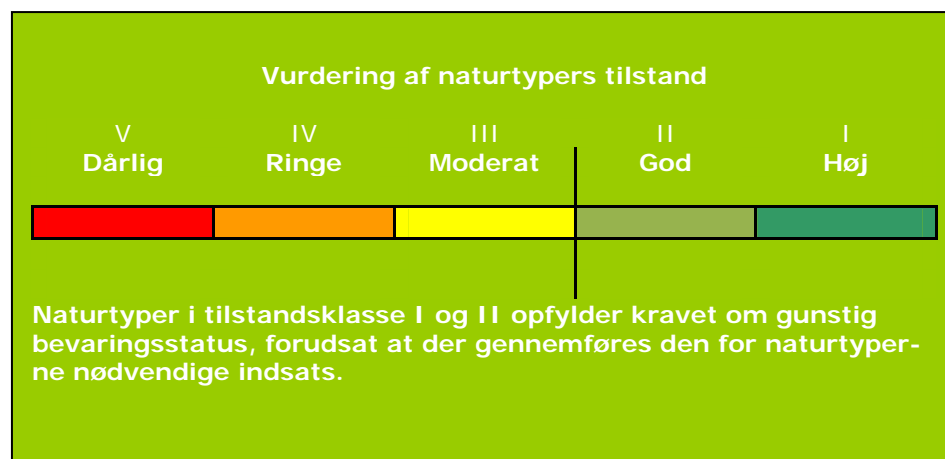 Vurdering af naturtypers tilstand
V IV III II I
Dårlig Ringe Moderat God Høj
Naturtyper i tilstandsklasse I og II opfylder kravet om gunstig
bevaringsstatus, forudsat at der gennemføres den for naturtyper-
ne nødvendige indsats.